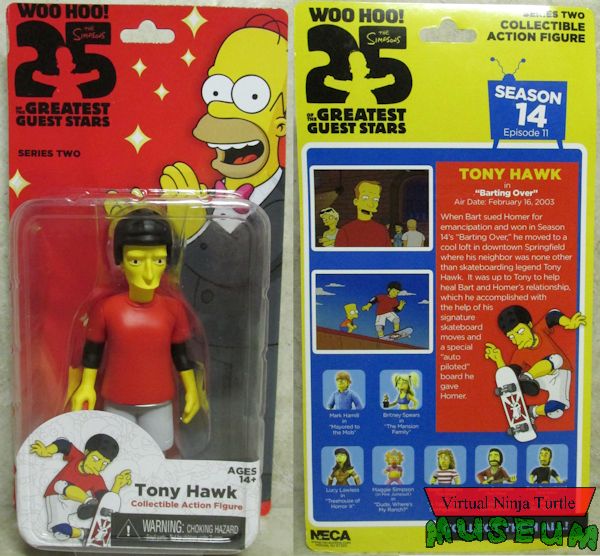 WOO HOO!
THE
SIMPSONS
25
OF THE
GREATEST
GUEST STARS
SERIES TWO
AGES
14+
Tony Hawk
Collectible Action Figure
WARNING: CHOKING HAZARD
WOO HOO!
THE
SIMPSONS
25
OF THE
GREATEST
GUEST STARS
SERIES TWO
COLLECTIBLE
ACTION FIGURE
SEASON
14
Episode 11
TONY HAWK
in
"Barting Over"
Air Date: February 16, 2003
When Bart sued Homer for
emancipation and won in Season
14's "Barting Over," he moved to a
cool loft in downtown Springfield
where his neighbor was none other
than skateboarding legend Tony
Hawk. It was up to Tony to help
heal Bart and Homer's relationship,
which he accomplished with
the help of his
signature
skateboard
moves and
a special
"auto
piloted"
board he
gave
Homer.
Mark Hamill
in
"Mayored to
the Mob"
Britney Spears
in "The Mansion
Family"
Lucy Lawless
in
"Treehouse of
Horror X"
Maggie Simpson
(in Pink Jumpsuit)
in
"Dude, Where's
My Ranch?"
NECA
Virtual Ninja Turtle
MUSEUM